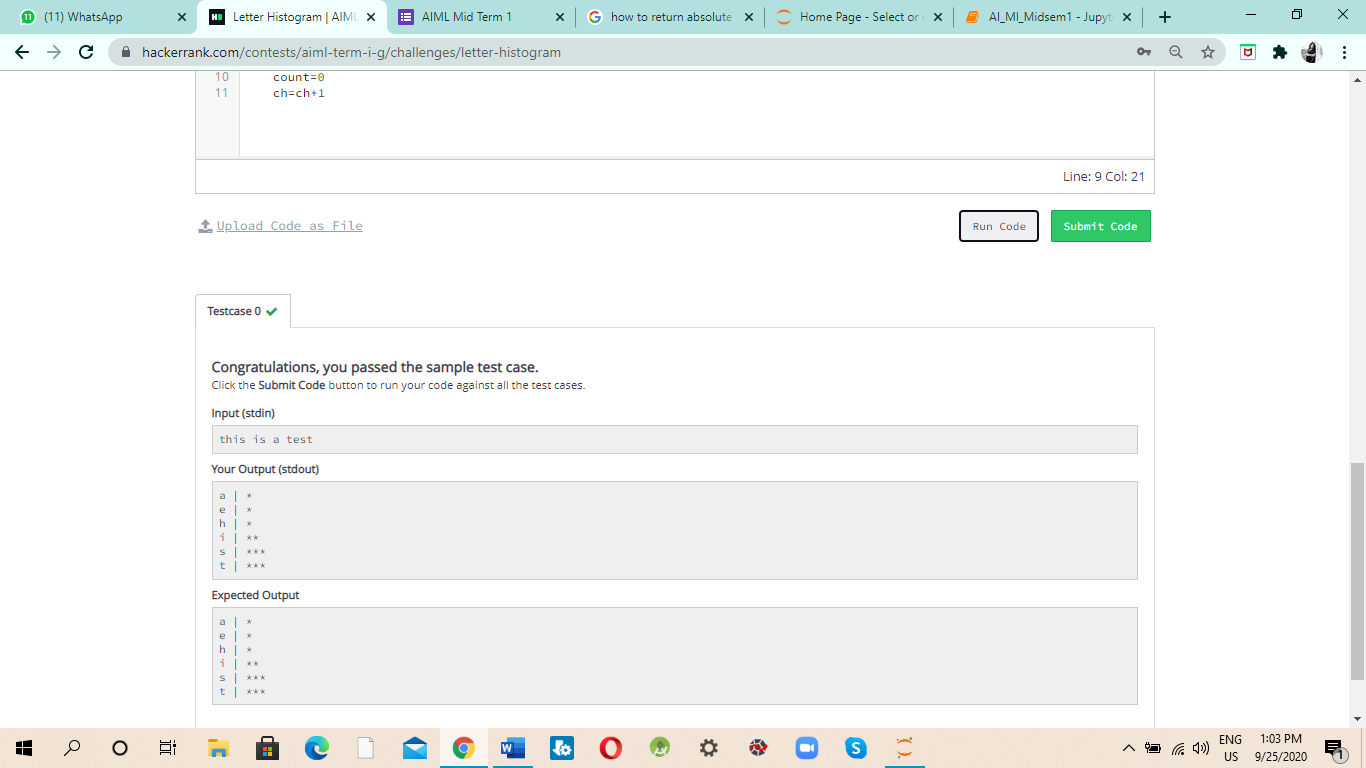 (11) WhatsApp
Letter Histogram | AIML
AIML Mid Term 1
how to return absolute
Home Page - Select or
AI_MI_Midsem1 - Jupyt
hackerrank.com/contests/aiml-term-i-g/challenges/letter-histogram
10 count=0
11 ch=ch+1
Line: 9 Col: 21
Upload Code as File
Run Code
Submit Code
Testcase 0
Congratulations, you passed the sample test case.
Click the Submit Code button to run your code against all the test cases.
Input (stdin)
this is a test
Your Output (stdout)
a | *
e | *
h | *
i | **
s | ***
t | ***
Expected Output
a | *
e | *
h | *
i | **
s | ***
t | ***
ENG
US
1:03 PM
9/25/2020
1